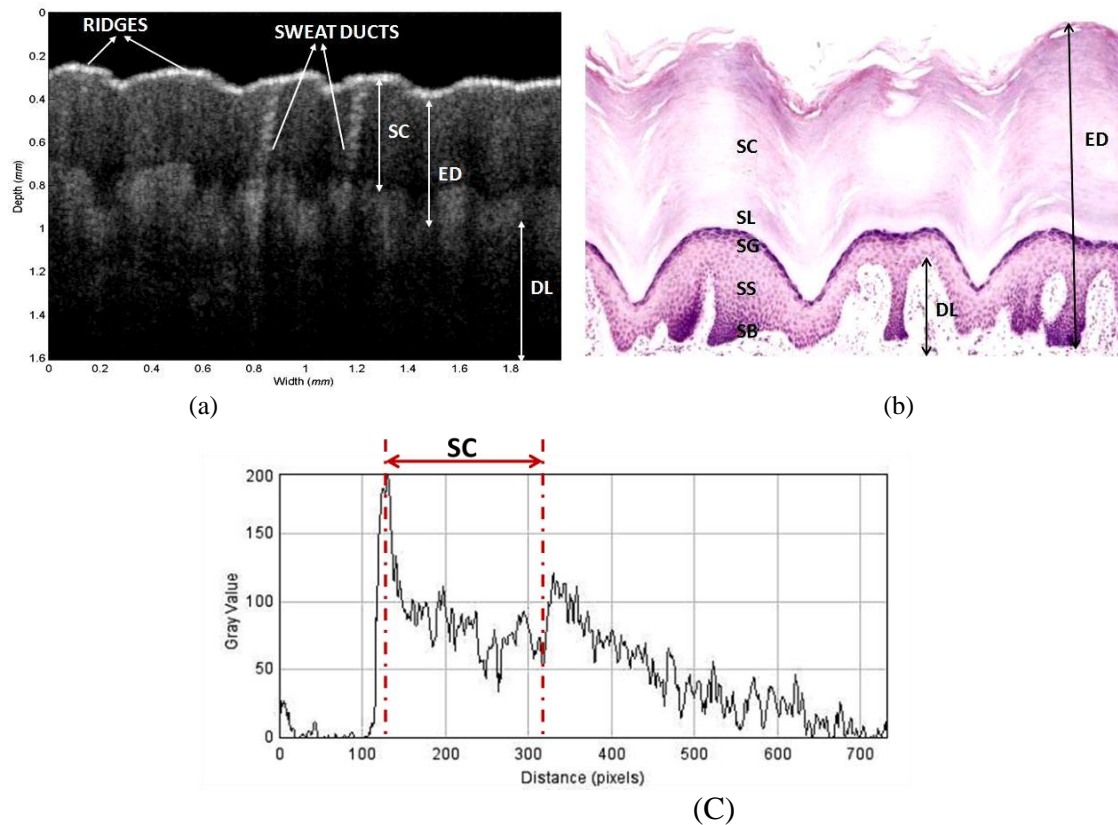 RIDGES
SWEAT DUCTS
SC
ED
DL
Depth (mm)
0
0.2
0.4
0.6
0.8
1
1.2
1.4
1.6
0 0.2 0.4 0.6 0.8 1 1.2 1.4 1.6 1.8
Width (mm)
(a)
SC
ED
SL
SG
SS
DL
SB
(b)
SC
Gray Value
200
150
100
50
0
0 100 200 300 400 500 600 700
Distance (pixels)
(C)